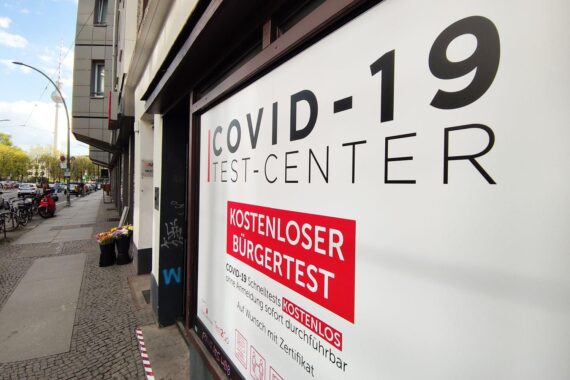 COVID-19
TEST-CENTER
KOSTENLOSER
BÜRGERTEST
COVID-19 Schnelltests KOSTENLOS
ohne Anmeldung sofort durchführbar
Auf Wunsch mit Zertifikat
W